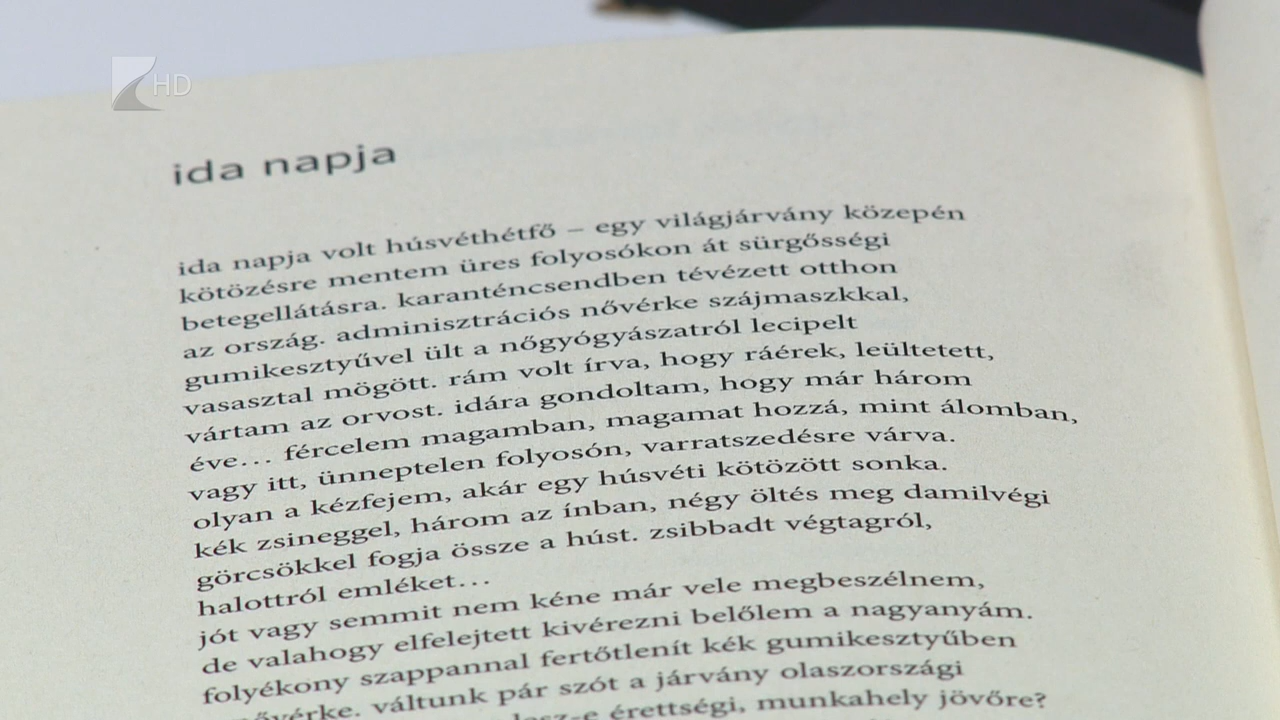 HD
ida napja
ida napja volt húsvéthétfő – egy világjárvány közepén
kötözésre mentem üres folyosókon át sürgősségi
betegellátásra. karanténcsendben tévézett otthon
az ország. adminisztrációs nővérke szájmaszkkal,
gumikesztyűvel ült a nőgyógyászatról lecipelt
vasasztal mögött. rám volt írva, hogy ráérek, leültetett,
vártam az orvost. idára gondoltam, hogy már három
éve... fércelem magamban, magamat hozzá, mint álomban,
vagy itt, ünneptelen folyosón, varratszedésre várva.
olyan a kézfejem, akár egy húsvéti kötözött sonka.
kék zsineggel, három az ínban, négy öltés meg damilvégi
görcsökkel fogja össze a húst. zsibbadt végtagról,
halottról emléket...
jót vagy semmit nem kéne már vele megbeszélnem,
de valahogy elfelejtett kivérezni belőlem a nagyanyám.
folyékony szappannal fertőtlenít kék gumikesztyűben
nővérke. váltunk pár szót a járvány olaszországi
érettségi, munkahely jövőre?